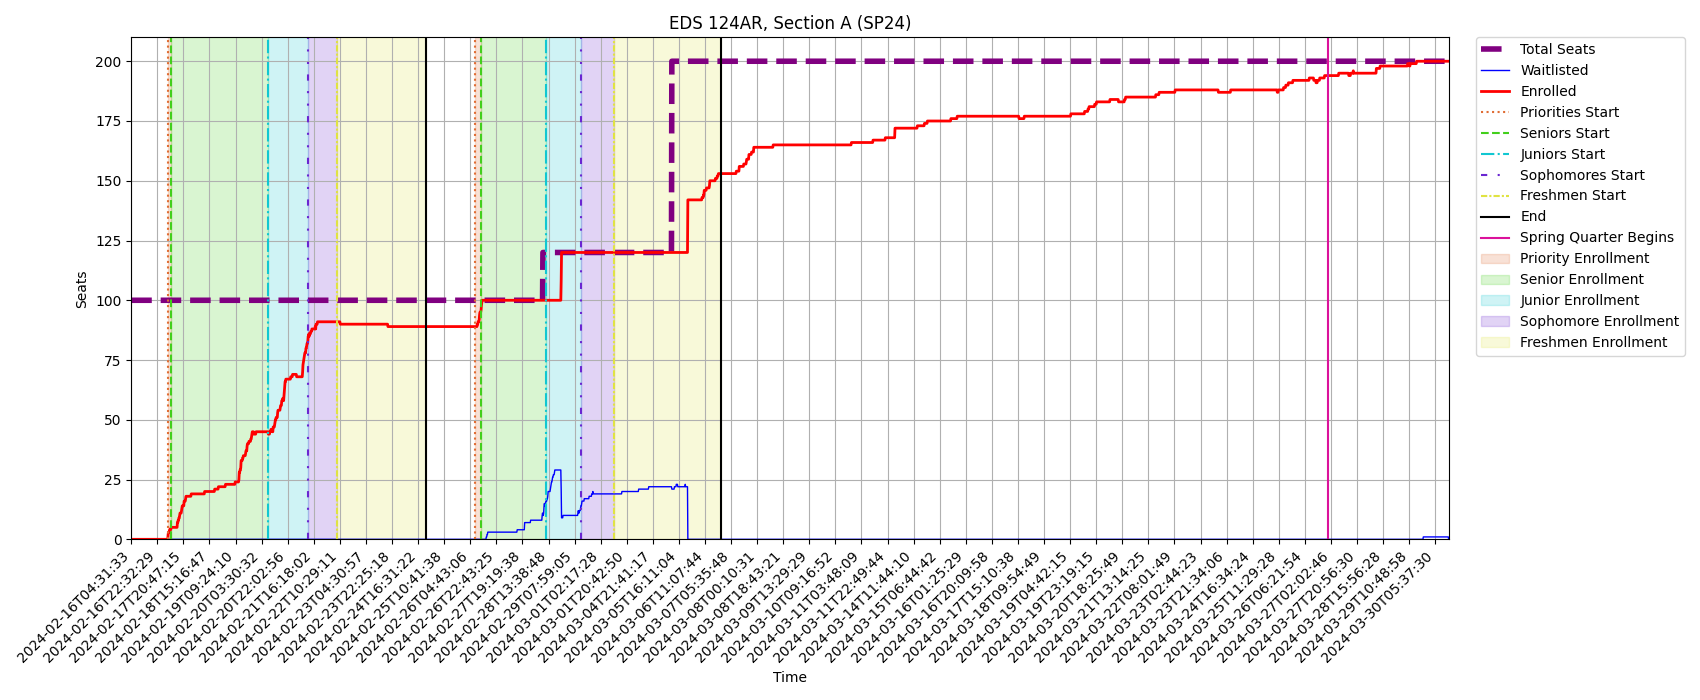 EDS 124AR, Section A (SP24)
Seats
200
175
150
125
100
75
50
25
0
Total Seats
Waitlisted
Enrolled
Priorities Start
Seniors Start
Juniors Start
Sophomores Start
Freshmen Start
End
Spring Quarter Begins
Priority Enrollment
Senior Enrollment
Junior Enrollment
Sophomore Enrollment
Freshmen Enrollment
2024-02-16T04:31:33
2024-02-16T22:32:29
2024-02-17T20:47:15
2024-02-18T15:16:47
2024-02-19T09:24:10
2024-02-20T03:30:32
2024-02-20T22:02:56
2024-02-21T16:18:02
2024-02-22T10:29:11
2024-02-23T04:30:57
2024-02-23T22:25:18
2024-02-24T16:31:22
2024-02-25T10:41:38
2024-02-26T04:43:06
2024-02-26T22:43:25
2024-02-27T19:19:38
2024-02-28T13:38:48
2024-02-29T07:59:05
2024-03-01T02:17:28
2024-03-01T20:42:50
2024-03-04T21:41:17
2024-03-05T16:11:04
2024-03-06T11:07:44
2024-03-07T05:35:48
2024-03-08T00:10:31
2024-03-08T18:43:21
2024-03-09T13:29:29
2024-03-10T09:16:52
2024-03-11T03:48:09
2024-03-11T22:49:44
2024-03-14T11:44:10
2024-03-15T06:44:42
2024-03-16T01:25:29
2024-03-16T20:09:58
2024-03-17T15:10:38
2024-03-18T09:54:49
2024-03-19T04:42:15
2024-03-19T23:19:15
2024-03-20T18:25:49
2024-03-21T13:14:25
2024-03-22T08:01:49
2024-03-23T02:44:23
2024-03-23T21:34:06
2024-03-24T16:34:24
2024-03-25T11:29:28
2024-03-26T06:21:54
2024-03-27T02:02:46
2024-03-27T20:56:30
2024-03-28T15:56:28
2024-03-29T10:48:58
2024-03-30T05:37:30
Time